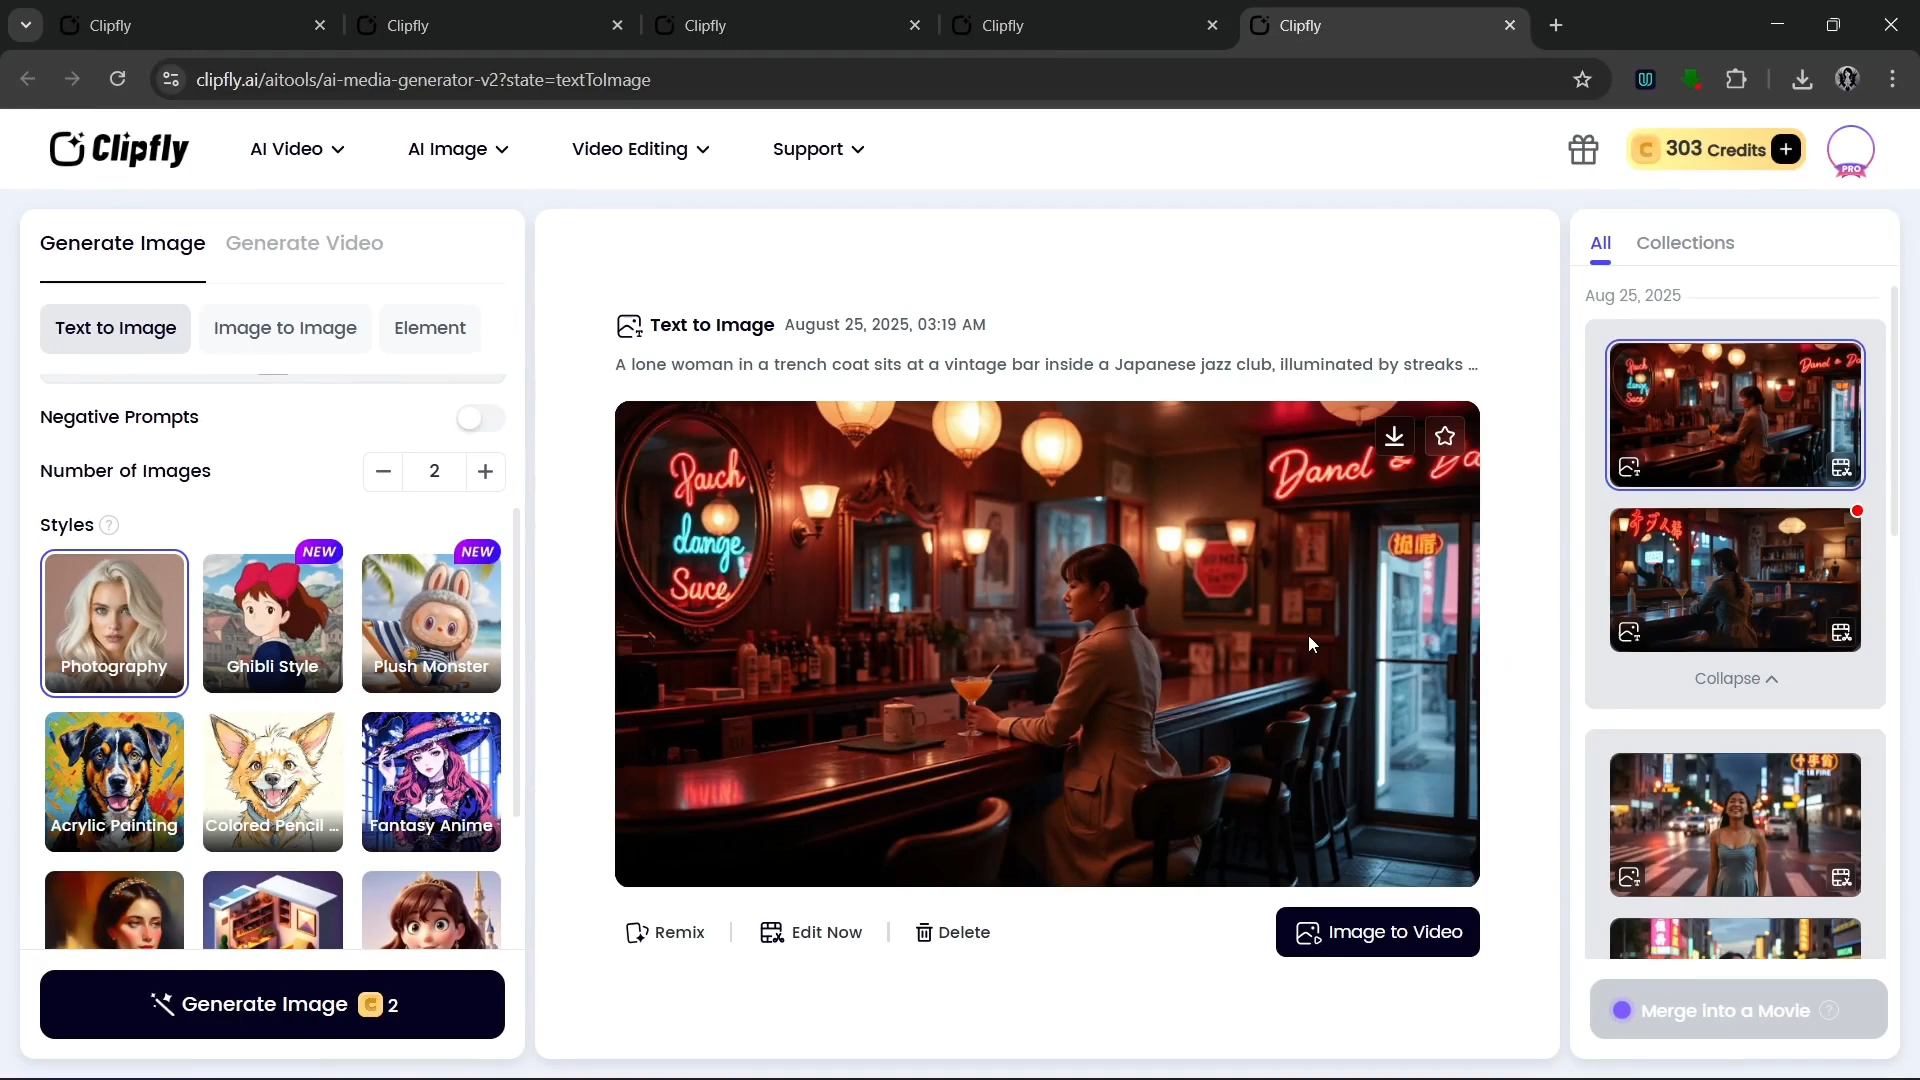 Clipfly
Clipfly
Clipfly
Clipfly
Clipfly
clipfly.ai/aitools/ai-media-generator-v2?state=textToImage
Clipfly
AI Video
AI Image
Video Editing
Support
303 Credits
PRO
Generate Image
Generate Video
Text to Image
Image to Image
Element
Negative Prompts
Number of Images
2
Styles
Photography
NEW
Ghibli Style
NEW
Plush Monster
Acrylic Painting
Colored Pencil ...
Fantasy Anime
Generate Image
2
Text to Image August 25, 2025, 03:19 AM
A lone woman in a trench coat sits at a vintage bar inside a Japanese jazz club, illuminated by streaks ...
Pauch
dange
Suce
Danel &
Remix
Edit Now
Delete
Image to Video
All
Collections
Aug 25, 2025
Collapse
Merge into a Movie